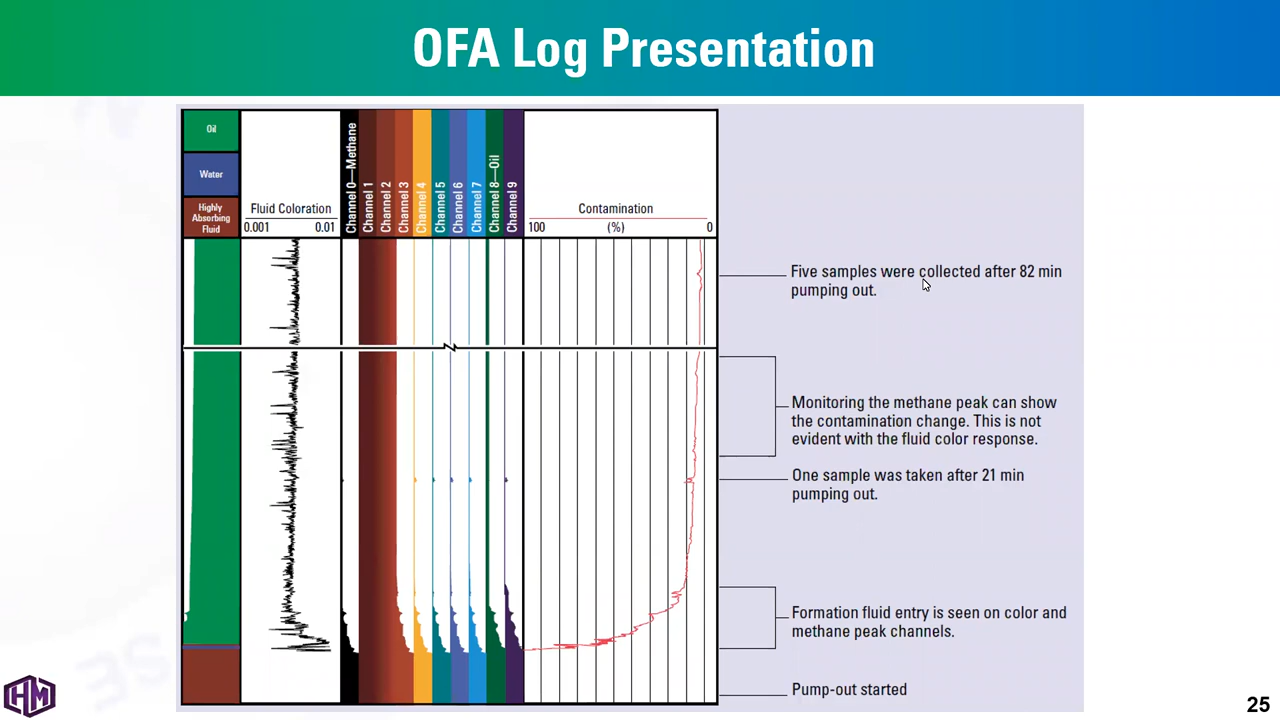 OFA Log Presentation
Oil
Water
Highly
Absorbing
Fluid
Fluid Coloration
0.001 0.01
Channel 0—Methane
Channel 1
Channel 2
Channel 3
Channel 4
Channel 5
Channel 6
Channel 7
Channel 8—Oil
Channel 9
Contamination
100 (%) 0
Five samples were collected after 82 min
pumping out.
Monitoring the methane peak can show
the contamination change. This is not
evident with the fluid color response.
One sample was taken after 21 min
pumping out.
Formation fluid entry is seen on color and
methane peak channels.
Pump-out started
HM
25